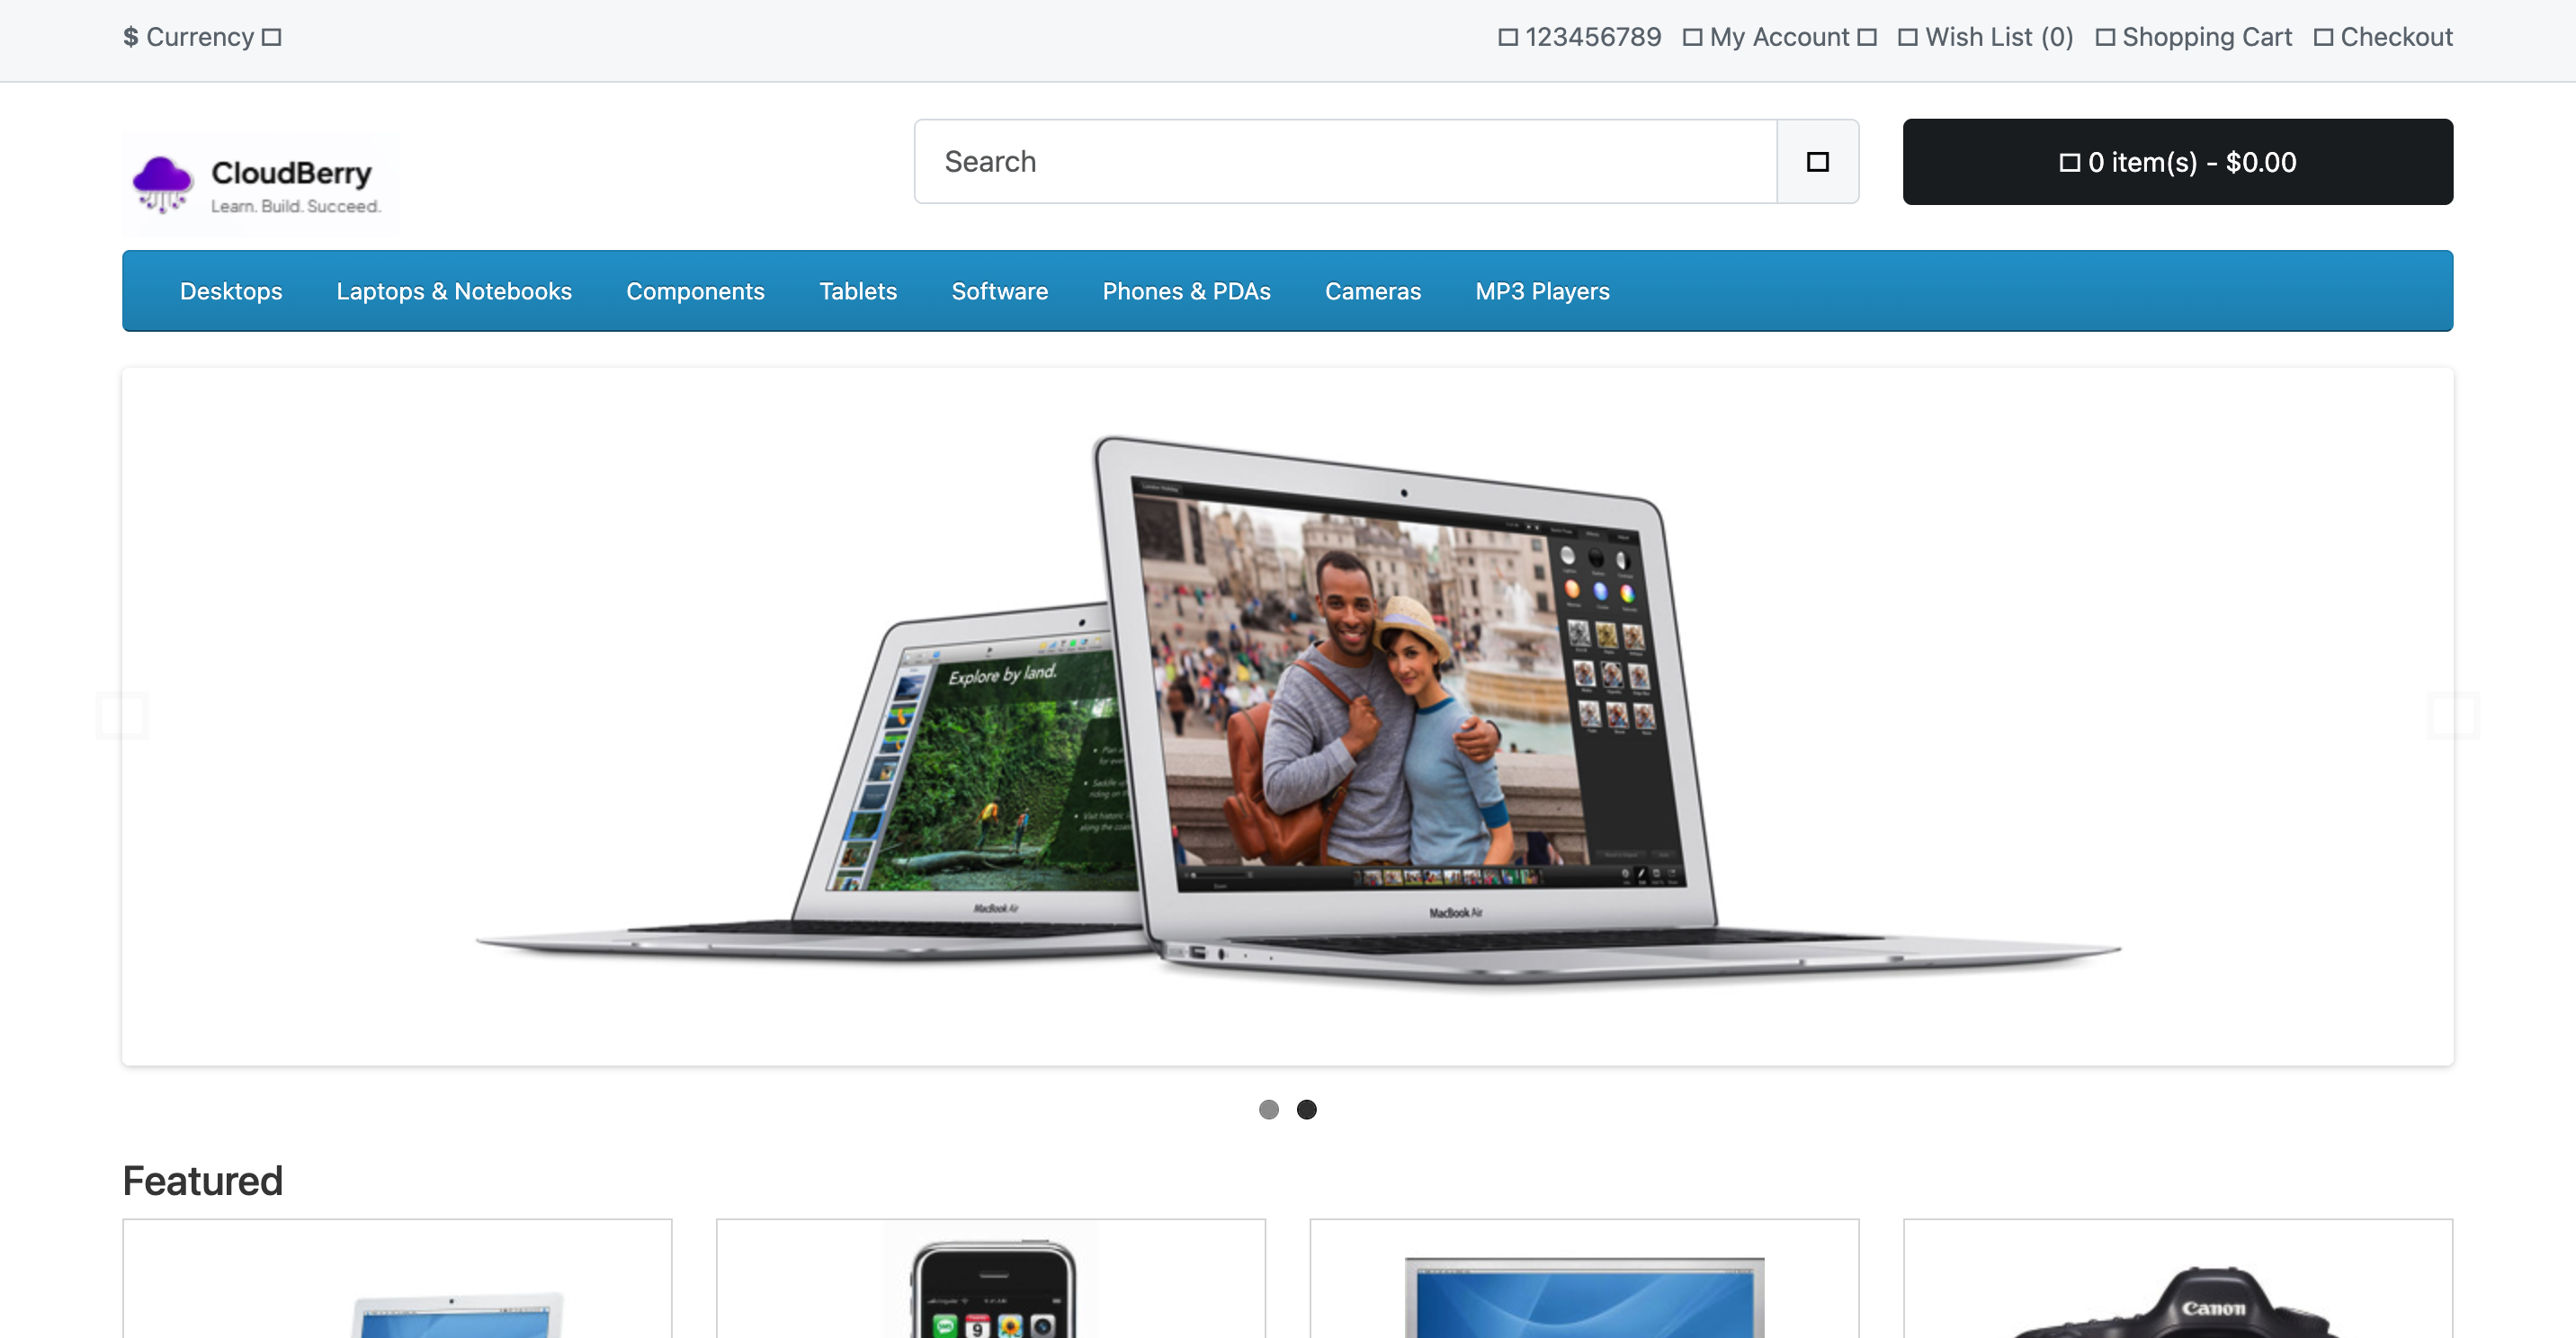 $ Currency
123456789 My Account Wish List (0) Shopping Cart Checkout
CloudBerry
Learn. Build. Succeed.
Search
0 item(s) - $0.00
Desktops Laptops & Notebooks Components Tablets Software Phones & PDAs Cameras MP3 Players
Explore by land.
MacBook Air
MacBook Air
Featured
9
Canon